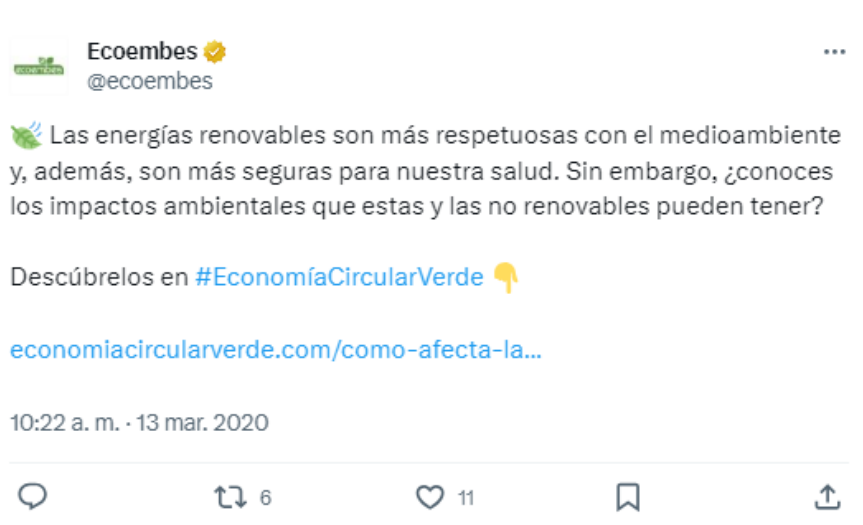 Ecoembes
@ecoembes
ecoembes
Las energías renovables son más respetuosas con el medioambiente
y, además, son más seguras para nuestra salud. Sin embargo, ¿conoces
los impactos ambientales que estas y las no renovables pueden tener?
Descúbrelos en #EconomíaCircularVerde
economiacircularverde.com/como-afecta-la...
10:22 a. m. · 13 mar. 2020
6
11